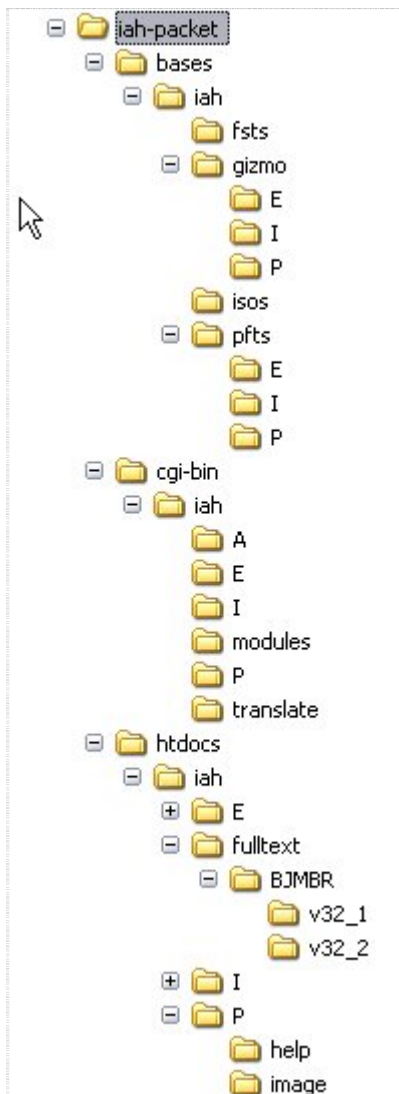 iah-packet
bases
iah
fsts
gizmo
E
I
P
isos
pfts
E
I
P
cgi-bin
iah
A
E
I
modules
P
translate
htdocs
iah
E
fulltext
BJMBR
v32_1
v32_2
I
P
help
image